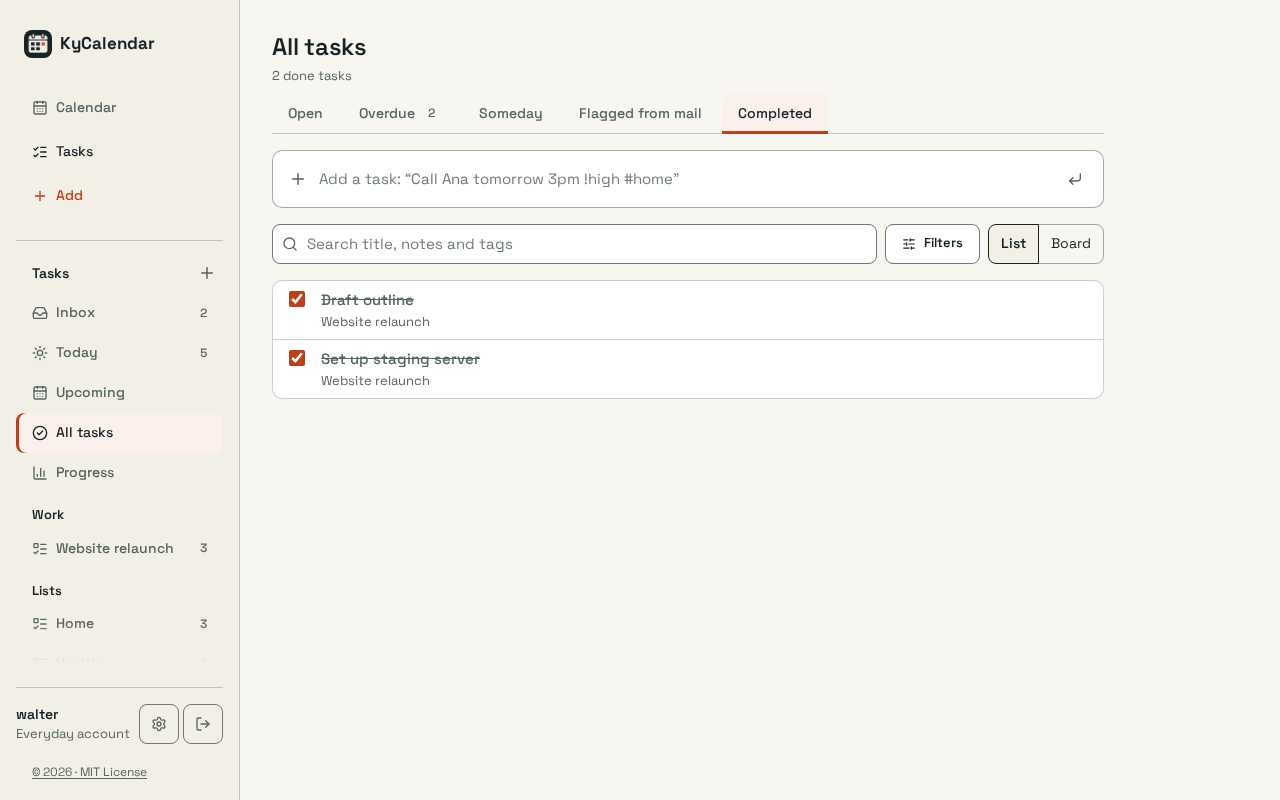 KyCalendar
Calendar
Tasks
Add
Tasks
Inbox 2
Today 5
Upcoming
All tasks
Progress
Work
Website relaunch 3
Lists
Home 3
walter
Everyday account
© 2026 · MIT License
All tasks
2 done tasks
Open Overdue 2 Someday Flagged from mail Completed
Add a task: “Call Ana tomorrow 3pm !high #home”
Search title, notes and tags Filters List Board
Draft outline
Website relaunch
Set up staging server
Website relaunch